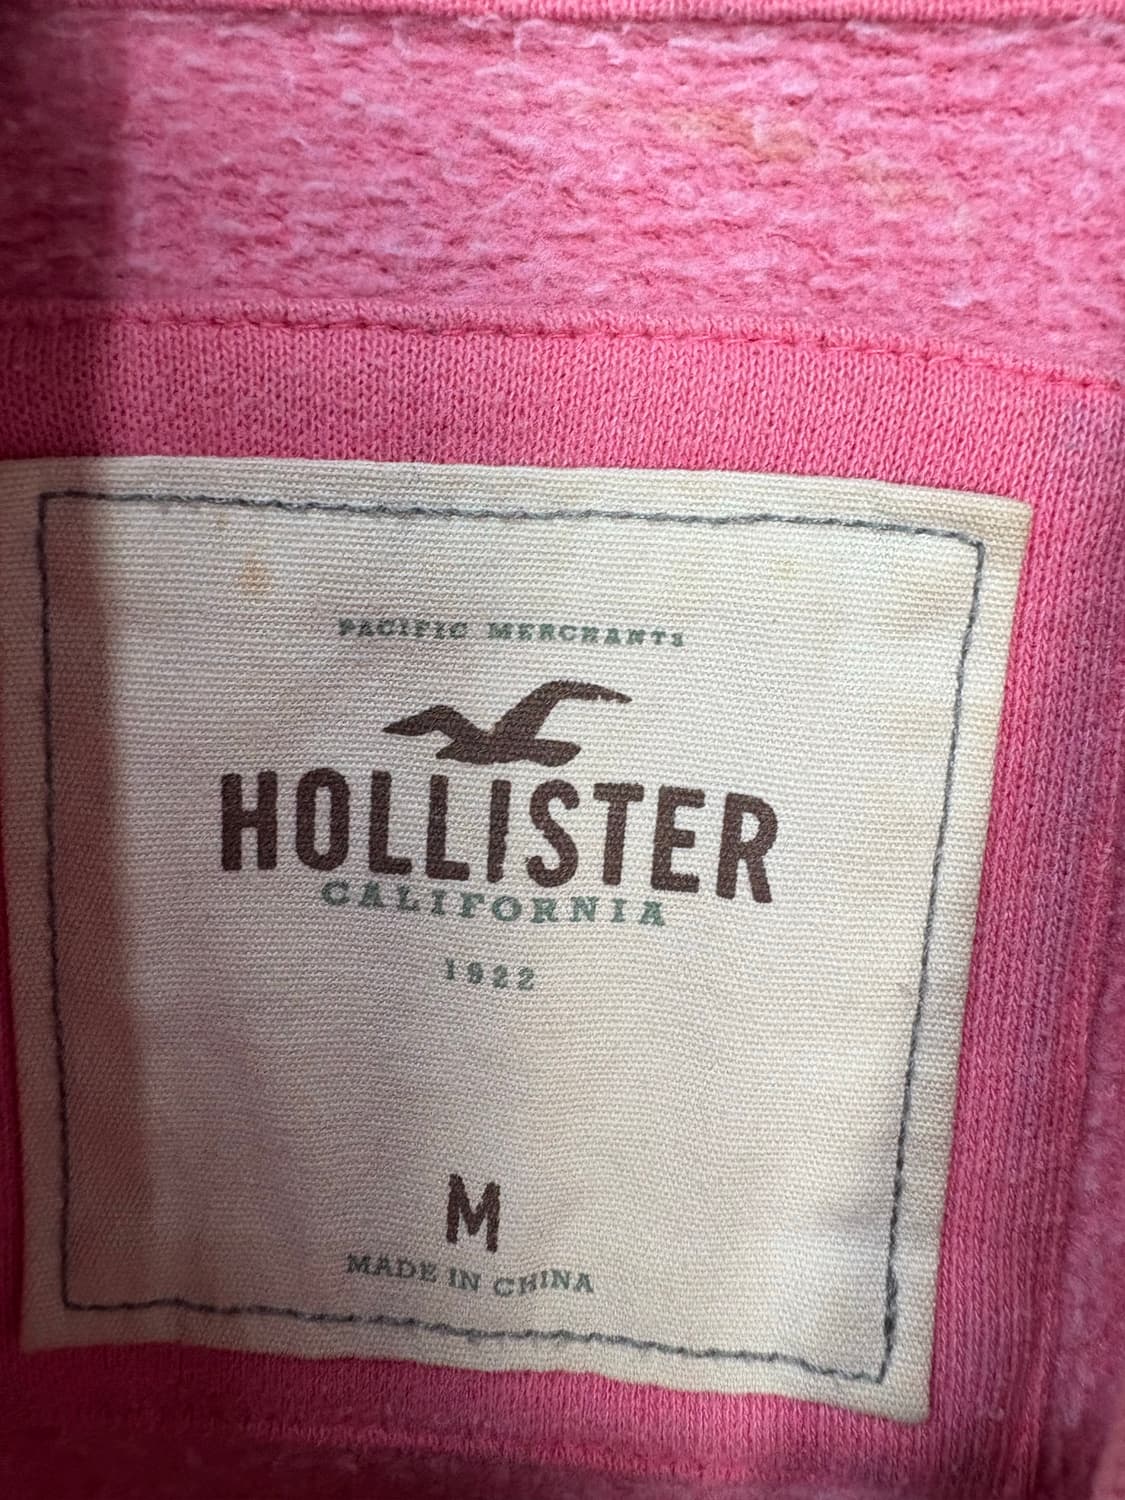 PACIFIC MERCHANTS
HOLLISTER
CALIFORNIA
1922
M
MADE IN CHINA